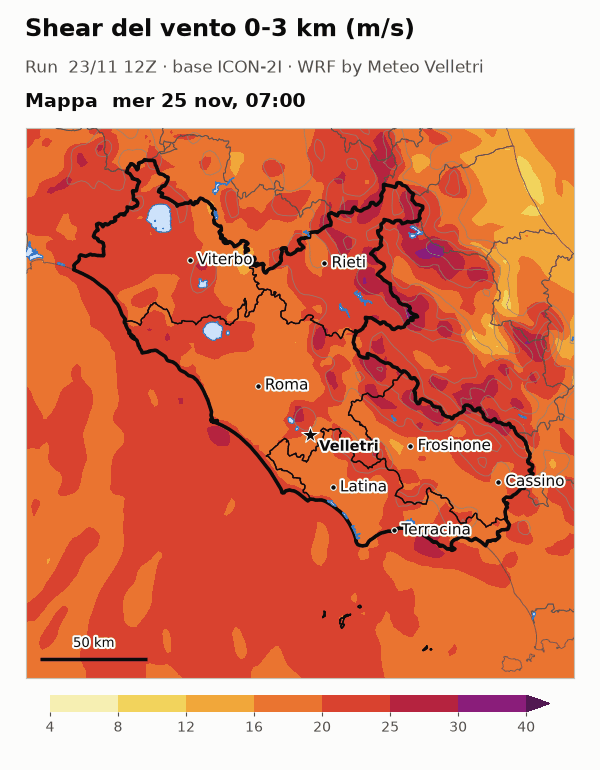 Shear del vento 0-3 km (m/s)
Run  23/11 12Z · base ICON-2I · WRF by Meteo Velletri
Mappa  mer 25 nov, 07:00
Viterbo
Rieti
Roma
Velletri
Frosinone
Cassino
Latina
Terracina
50 km
4 8 12 16 20 25 30 40